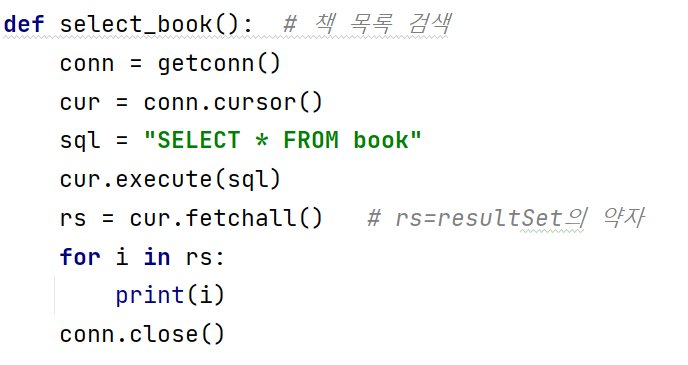 def select_book():  # 책 목록 검색
    conn = getconn()
    cur = conn.cursor()
    sql = "SELECT * FROM book"
    cur.execute(sql)
    rs = cur.fetchall()   # rs=resultSet의 약자
    for i in rs:
        print(i)
    conn.close()